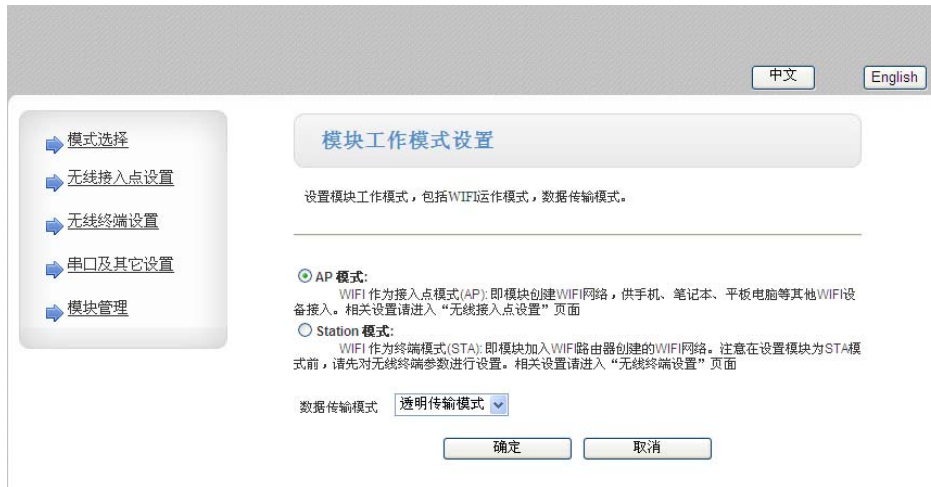 中文
English
模式选择
无线接入点设置
无线终端设置
串口及其它设置
模块管理
模块工作模式设置
设置模块工作模式，包括WIFI运作模式，数据传输模式。
AP 模式:
WIFI 作为接入点模式(AP): 即模块创建WIFI网络，供手机、笔记本、平板电脑等其他WIFI设
备接入。相关设置请进入“无线接入点设置”页面
Station 模式:
WIFI 作为终端模式(STA): 即模块加入WIFI路由器创建的WIFI网络。注意在设置模块为STA模
式前，请先对无线终端参数进行设置。相关设置请进入“无线终端设置”页面
数据传输模式 透明传输模式
确定 取消